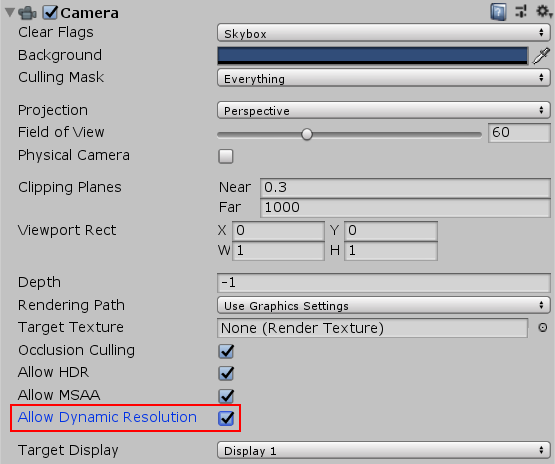 Camera
Clear Flags Skybox
Background
Culling Mask Everything
Projection Perspective
Field of View 60
Physical Camera
Clipping Planes Near 0.3
Far 1000
Viewport Rect X 0 Y 0
W 1 H 1
Depth -1
Rendering Path Use Graphics Settings
Target Texture None (Render Texture)
Occlusion Culling
Allow HDR
Allow MSAA
Allow Dynamic Resolution
Target Display Display 1